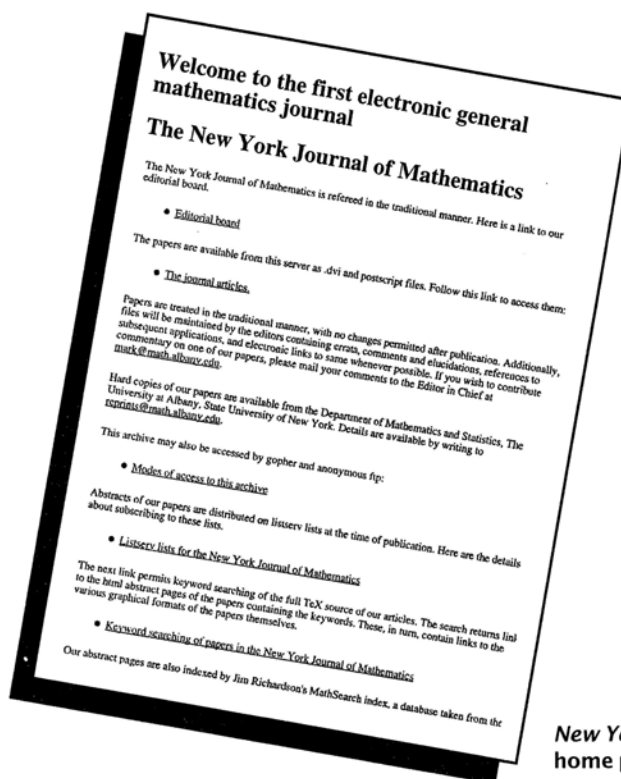 Welcome to the first electronic general
mathematics journal
The New York Journal of Mathematics
The New York Journal of Mathematics is refereed in the traditional manner. Here is a link to our
editorial board.
• Editorial board
The papers are available from this server as .dvi and postscript files. Follow this link to access them:
• The journal articles.
Papers are treated in the traditional manner, with no changes permitted after publication. Additionally,
files will be maintained by the editors containing errata, comments and elucidations, references to
subsequent applications, and electronic links to same whenever possible. If you wish to contribute
commentary on one of our papers, please mail your comments to the Editor in Chief at
mark@math.albany.edu.
Hard copies of our papers are available from the Department of Mathematics and Statistics, The
University at Albany, State University of New York. Details are available by writing to
reprints@math.albany.edu.
This archive may also be accessed by gopher and anonymous ftp:
• Modes of access to this archive
Abstracts of our papers are distributed on listserv lists at the time of publication. Here are the details
about subscribing to these lists.
• Listserv lists for the New York Journal of Mathematics
The next link permits keyword searching of the full TeX source of our articles. The search returns link
to the html abstract pages of the papers containing the keywords. These, in turn, contain links to the
various graphical formats of the papers themselves.
• Keyword searching of papers in the New York Journal of Mathematics
Our abstract pages are also indexed by Jim Richardson's MathSearch index, a database taken from the
New Yo
home p